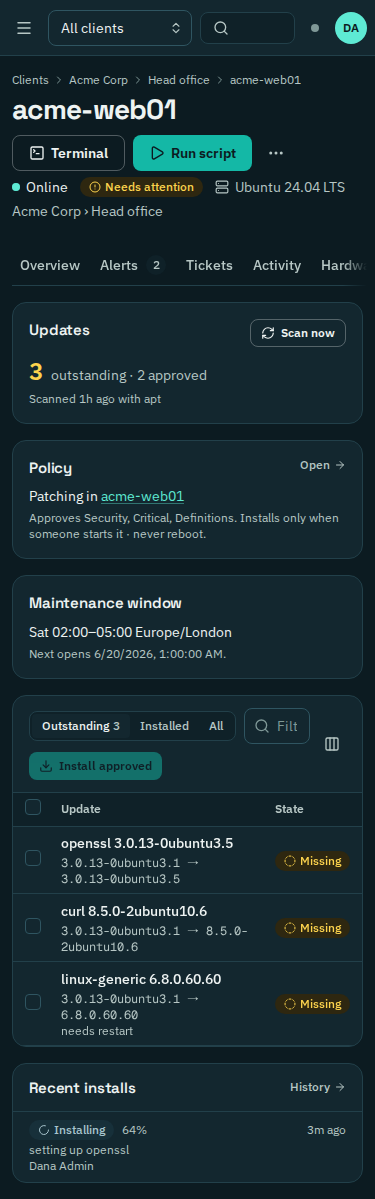 All clients
DA
Clients > Acme Corp > Head office > acme-web01
acme-web01
Terminal
Run script
Online
Needs attention
Ubuntu 24.04 LTS
Acme Corp › Head office
Overview
Alerts 2
Tickets
Activity
Hardw
Updates
Scan now
3 outstanding · 2 approved
Scanned 1h ago with apt
Policy
Open →
Patching in acme-web01
Approves Security, Critical, Definitions. Installs only when
someone starts it · never reboot.
Maintenance window
Sat 02:00–05:00 Europe/London
Next opens 6/20/2026, 1:00:00 AM.
Outstanding 3
Installed
All
Filt
Install approved
Update
State
openssl 3.0.13-0ubuntu3.5
3.0.13-0ubuntu3.1 →
3.0.13-0ubuntu3.5
Missing
curl 8.5.0-2ubuntu10.6
3.0.13-0ubuntu3.1 → 8.5.0-
2ubuntu10.6
Missing
linux-generic 6.8.0.60.60
3.0.13-0ubuntu3.1 →
6.8.0.60.60
needs restart
Missing
Recent installs
History →
Installing
64%
3m ago
setting up openssl
Dana Admin